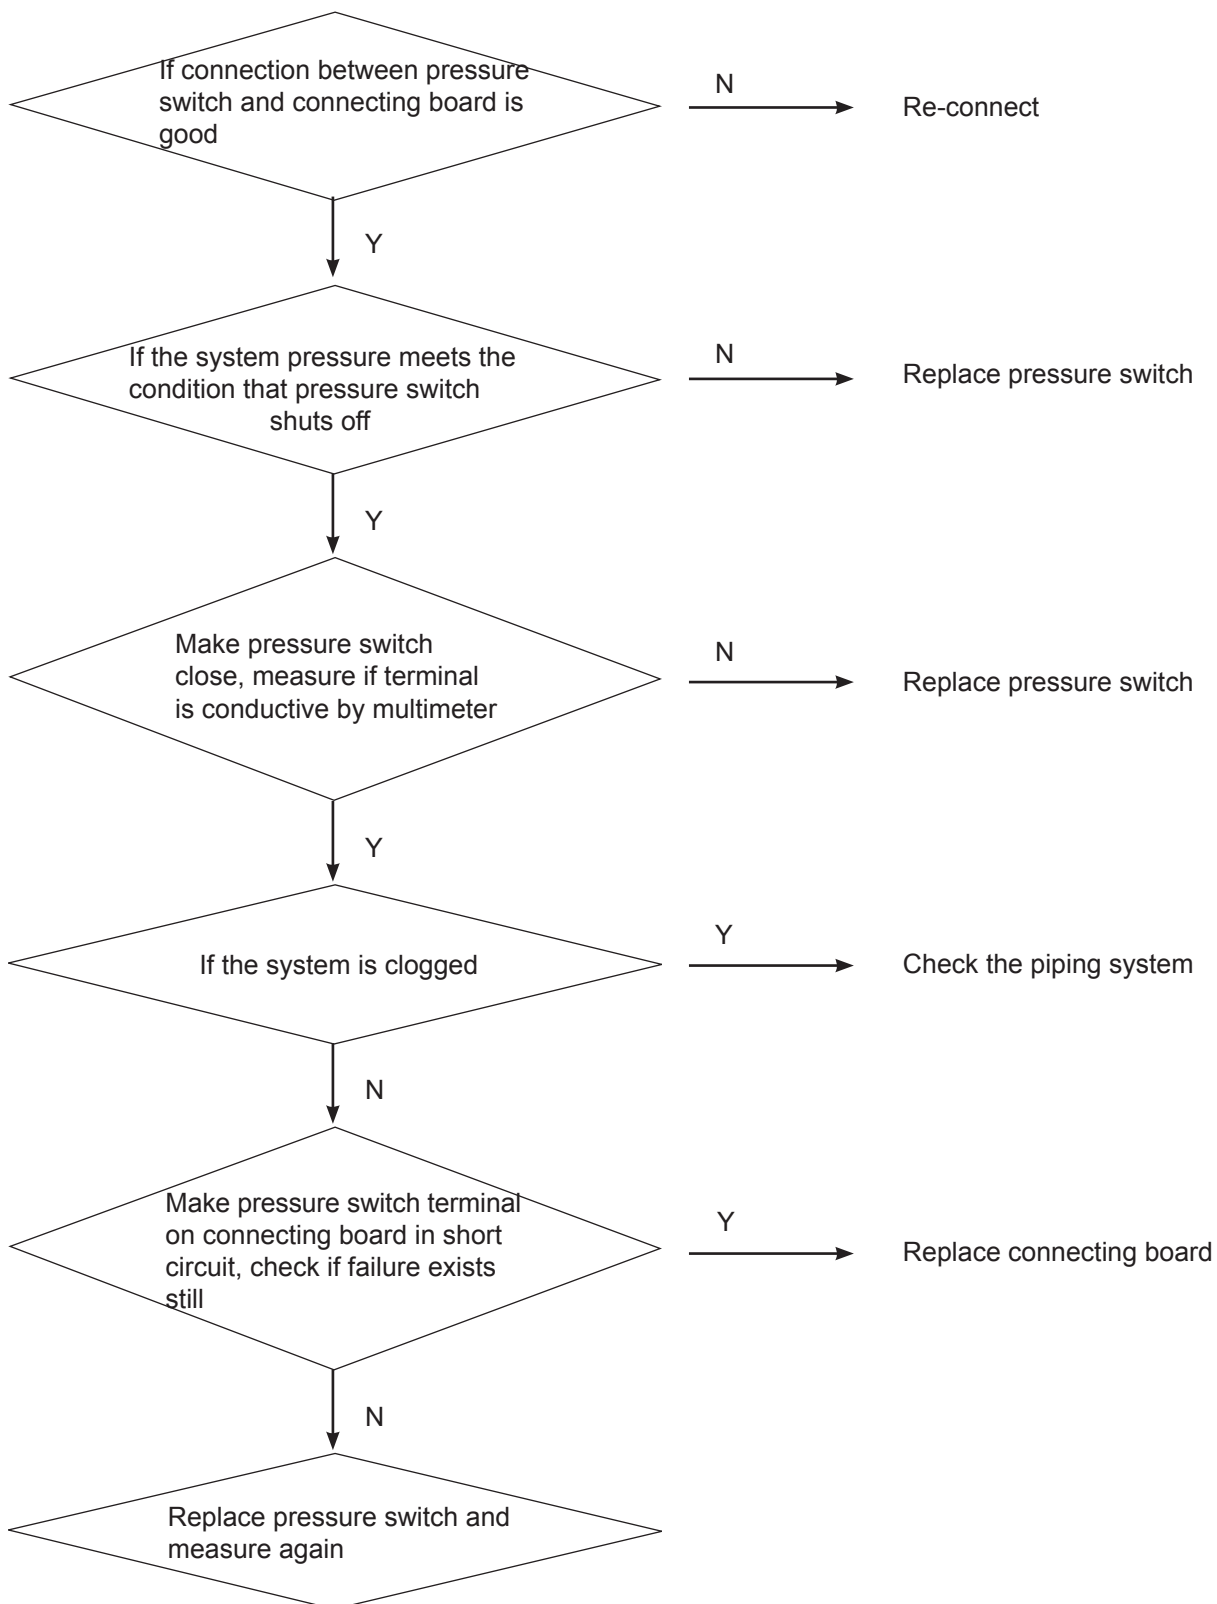 If connection between pressure
switch and connecting board is
good
N
Re-connect
Y
If the system pressure meets the
condition that pressure switch
shuts off
N
Replace pressure switch
Y
Make pressure switch
close, measure if terminal
is conductive by multimeter
N
Replace pressure switch
Y
If the system is clogged
Y
Check the piping system
N
Make pressure switch terminal
on connecting board in short
circuit, check if failure exists
still
Y
Replace connecting board
N
Replace pressure switch and
measure again